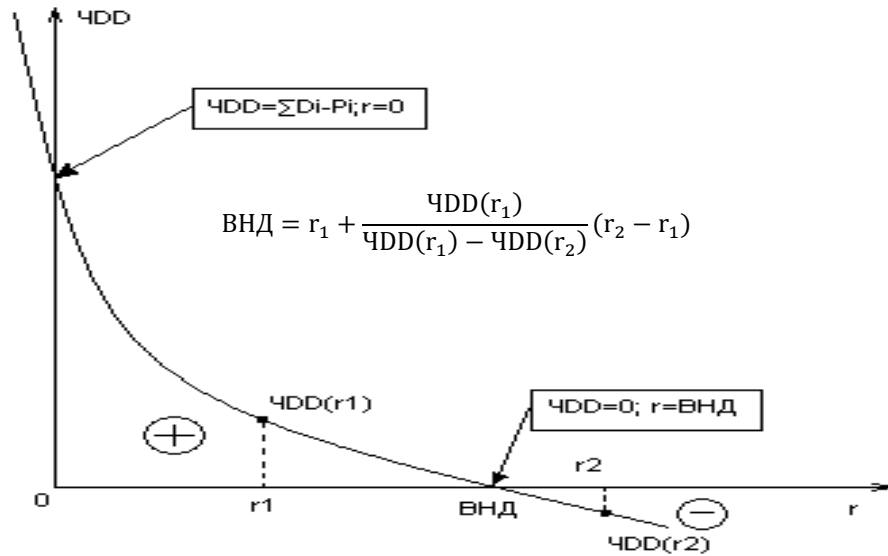 ЧDD
ЧDD=∑Di-Pi;r=0
ВНД = r₁ + ЧDD(r₁) / ЧDD(r₁) − ЧDD(r₂) (r₂ − r₁)
ЧDD(r1)
ЧDD=0; r=ВНД
+
r2
0
r1
ВНД
−
r
ЧDD(r2)